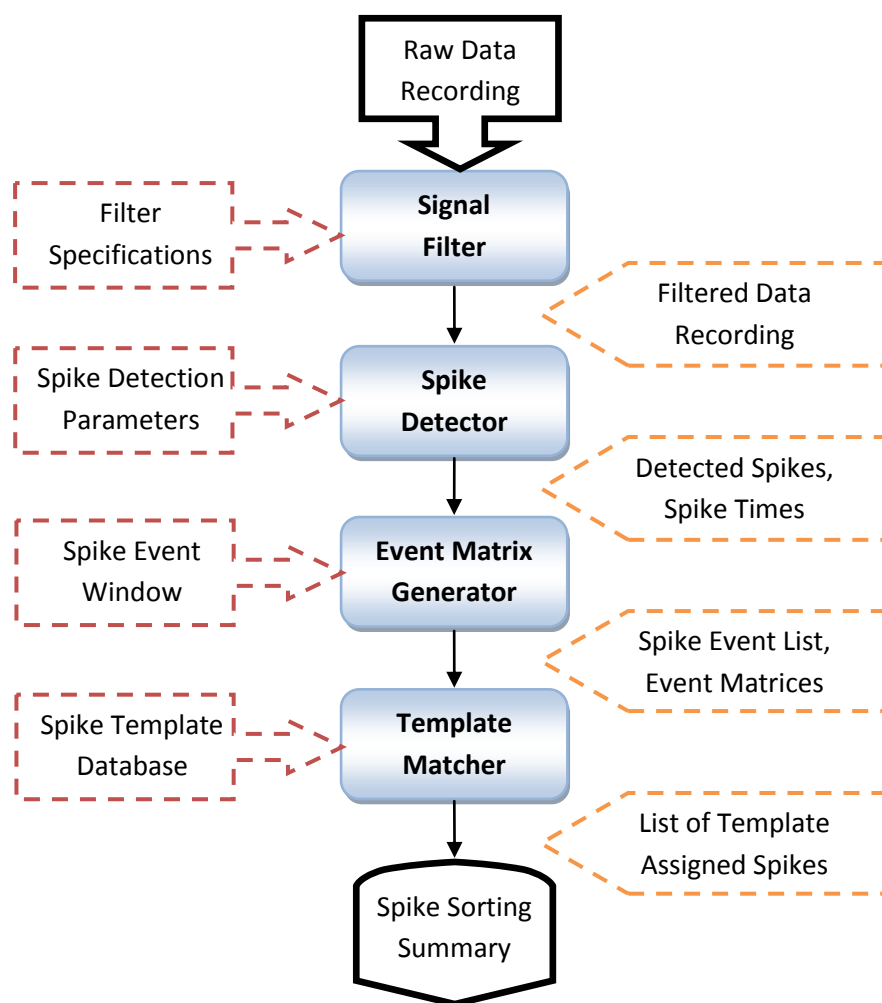 Raw Data
Recording
Signal
Filter
Filter
Specifications
Filtered Data
Recording
Spike Detection
Parameters
Spike
Detector
Detected Spikes,
Spike Times
Spike Event
Window
Event Matrix
Generator
Spike Event List,
Event Matrices
Spike Template
Database
Template
Matcher
List of Template
Assigned Spikes
Spike Sorting
Summary